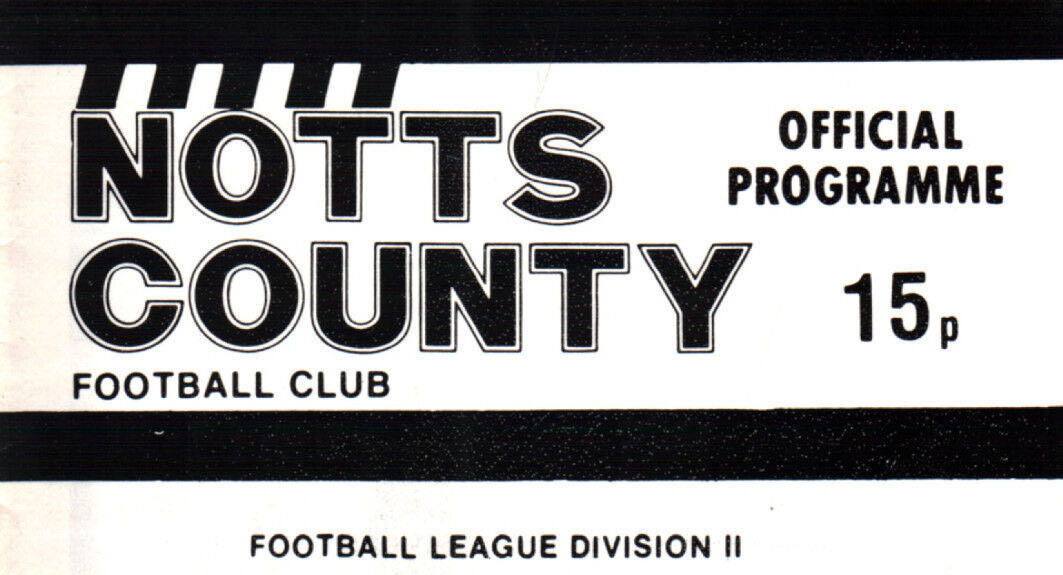 NOTTS
COUNTY
FOOTBALL CLUB
OFFICIAL
PROGRAMME
15p
FOOTBALL LEAGUE DIVISION II